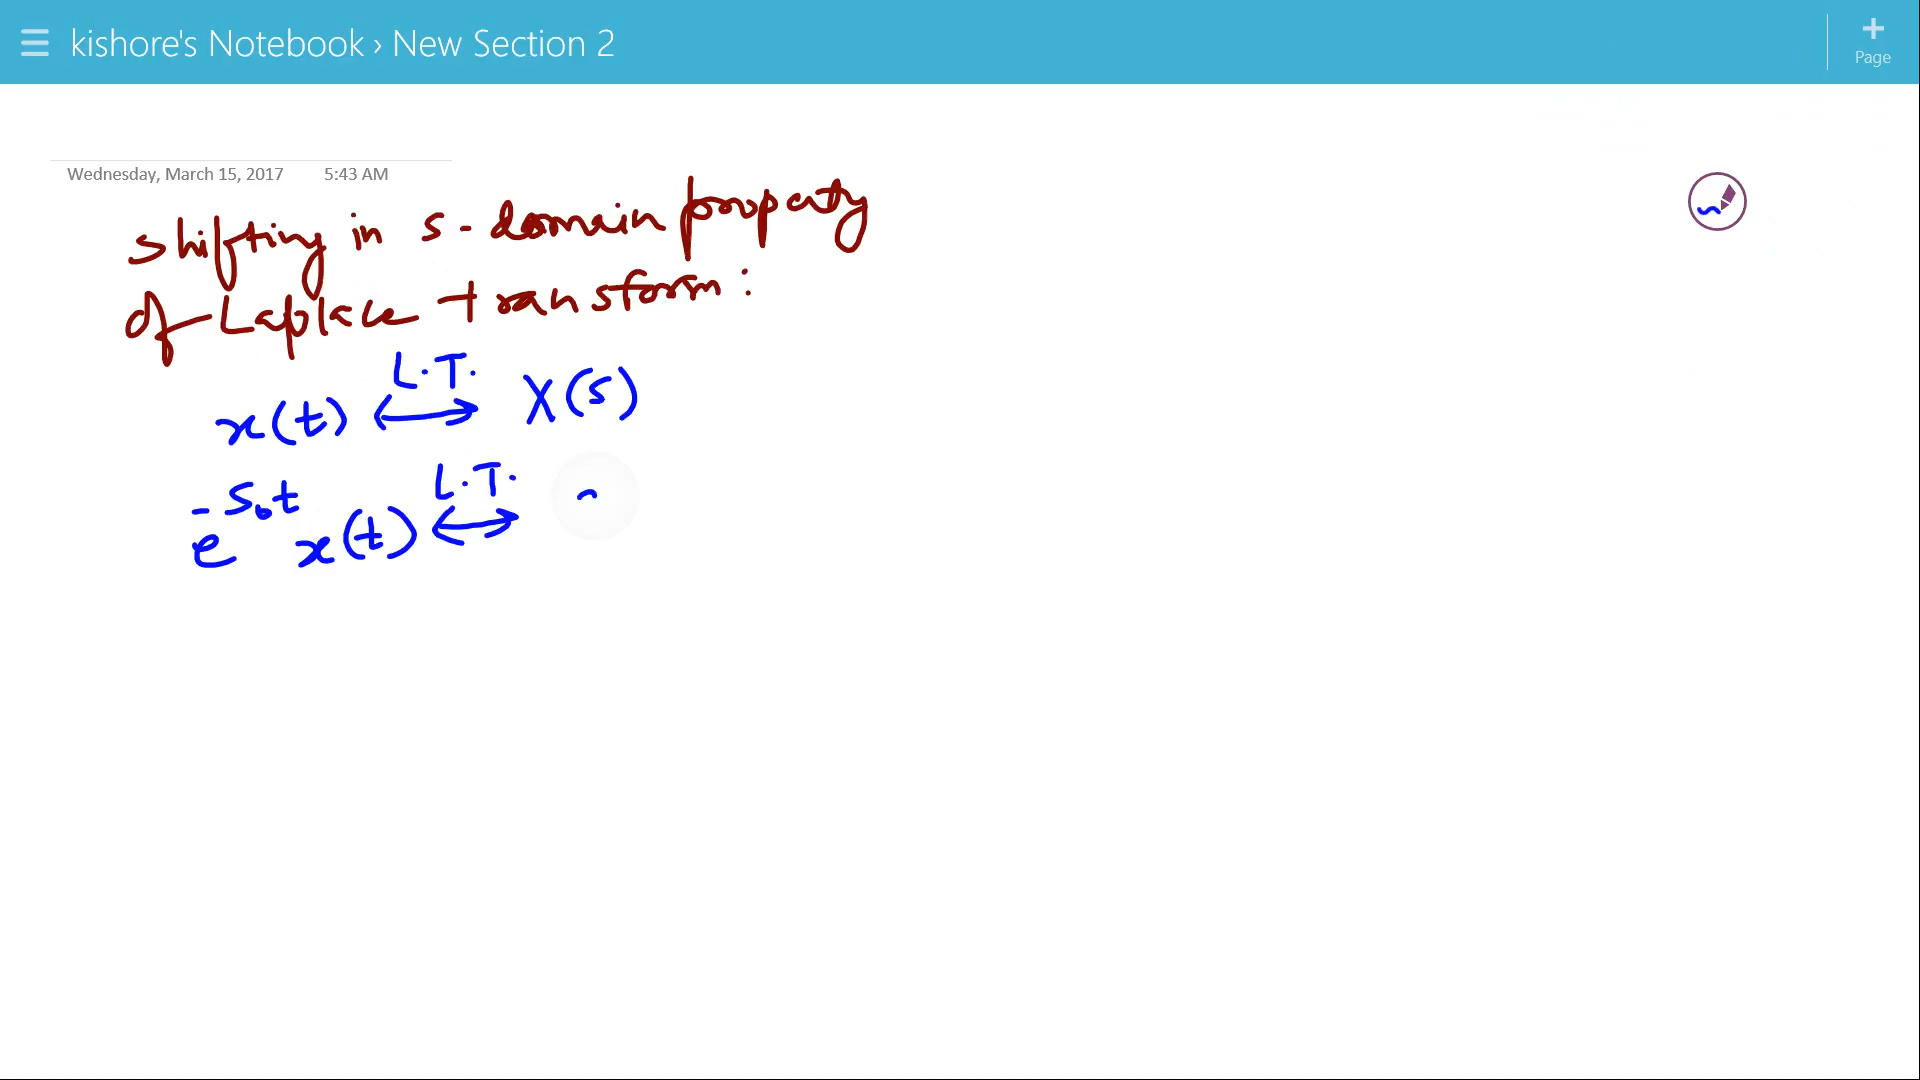 kishore's Notebook › New Section 2
+
Page
Wednesday, March 15, 2017 5:43 AM
Shifting in s-domain property
of Laplace transform:
x(t) L.T. ⟷ X(s)
e^{-s₀t} x(t) L.T. ⟷